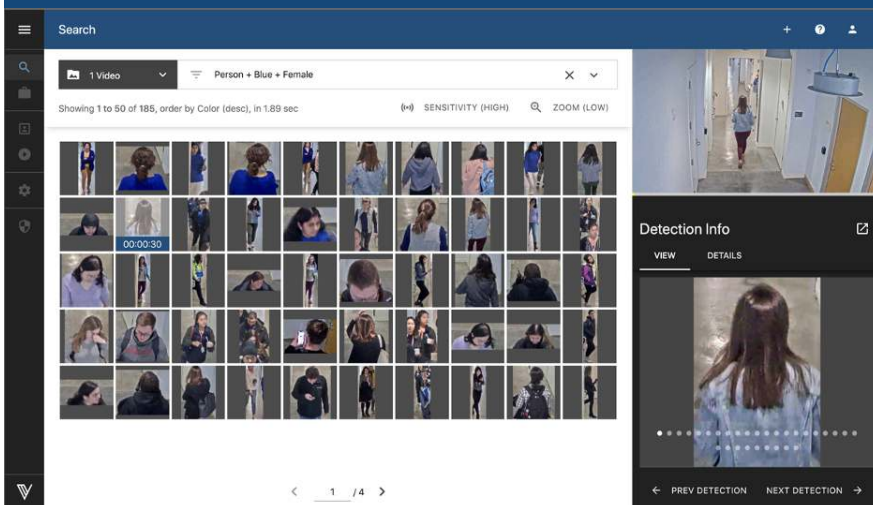 Search
1 Video
Person + Blue + Female
Showing 1 to 50 of 185, order by Color (desc), in 1.89 sec
SENSITIVITY (HIGH)
ZOOM (LOW)
00:00:30
1 / 4
Detection Info
VIEW
DETAILS
PREV DETECTION
NEXT DETECTION